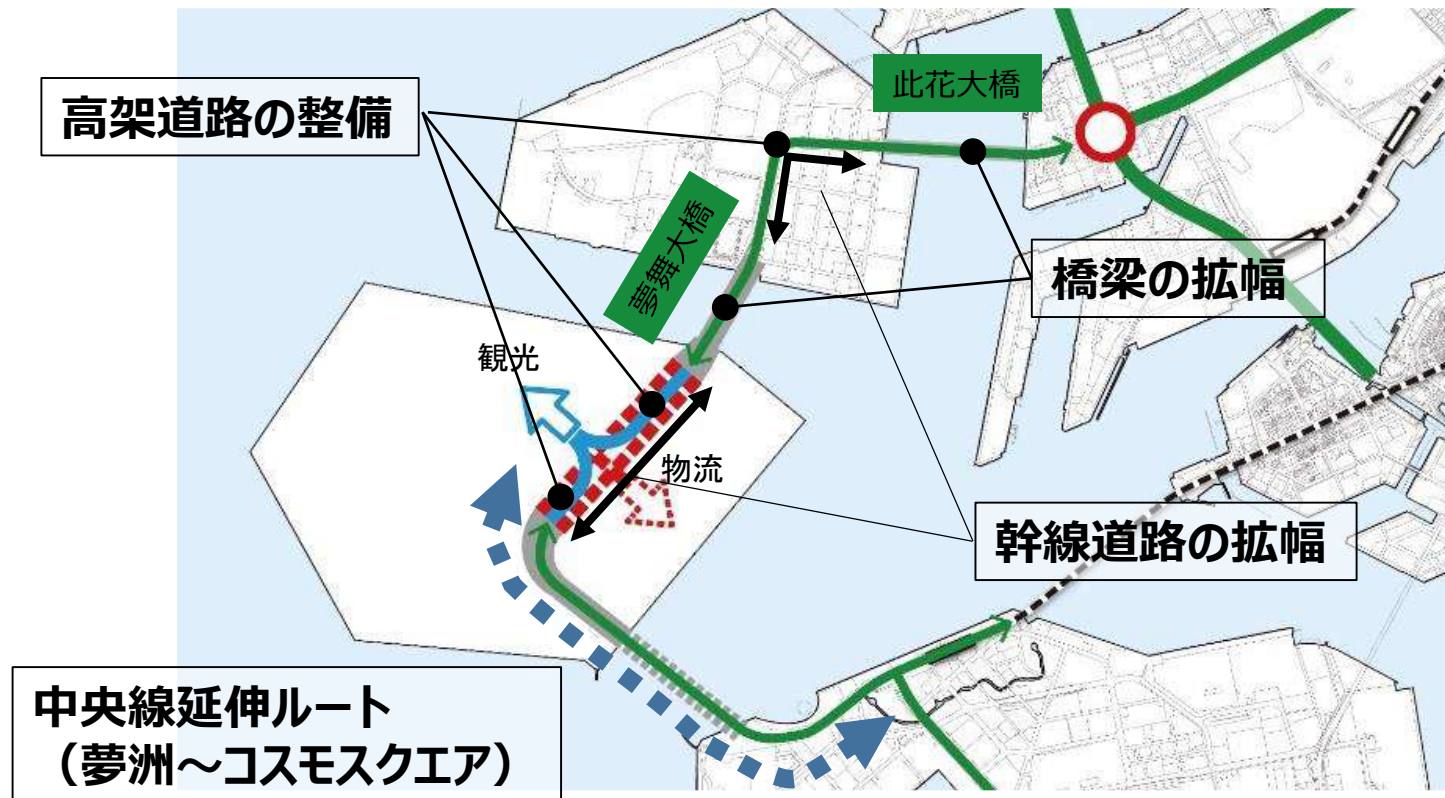 此花大橋
高架道路の整備
夢舞大橋
橋梁の拡幅
観光
物流
幹線道路の拡幅
中央線延伸ルート
（夢洲～コスモスクエア）